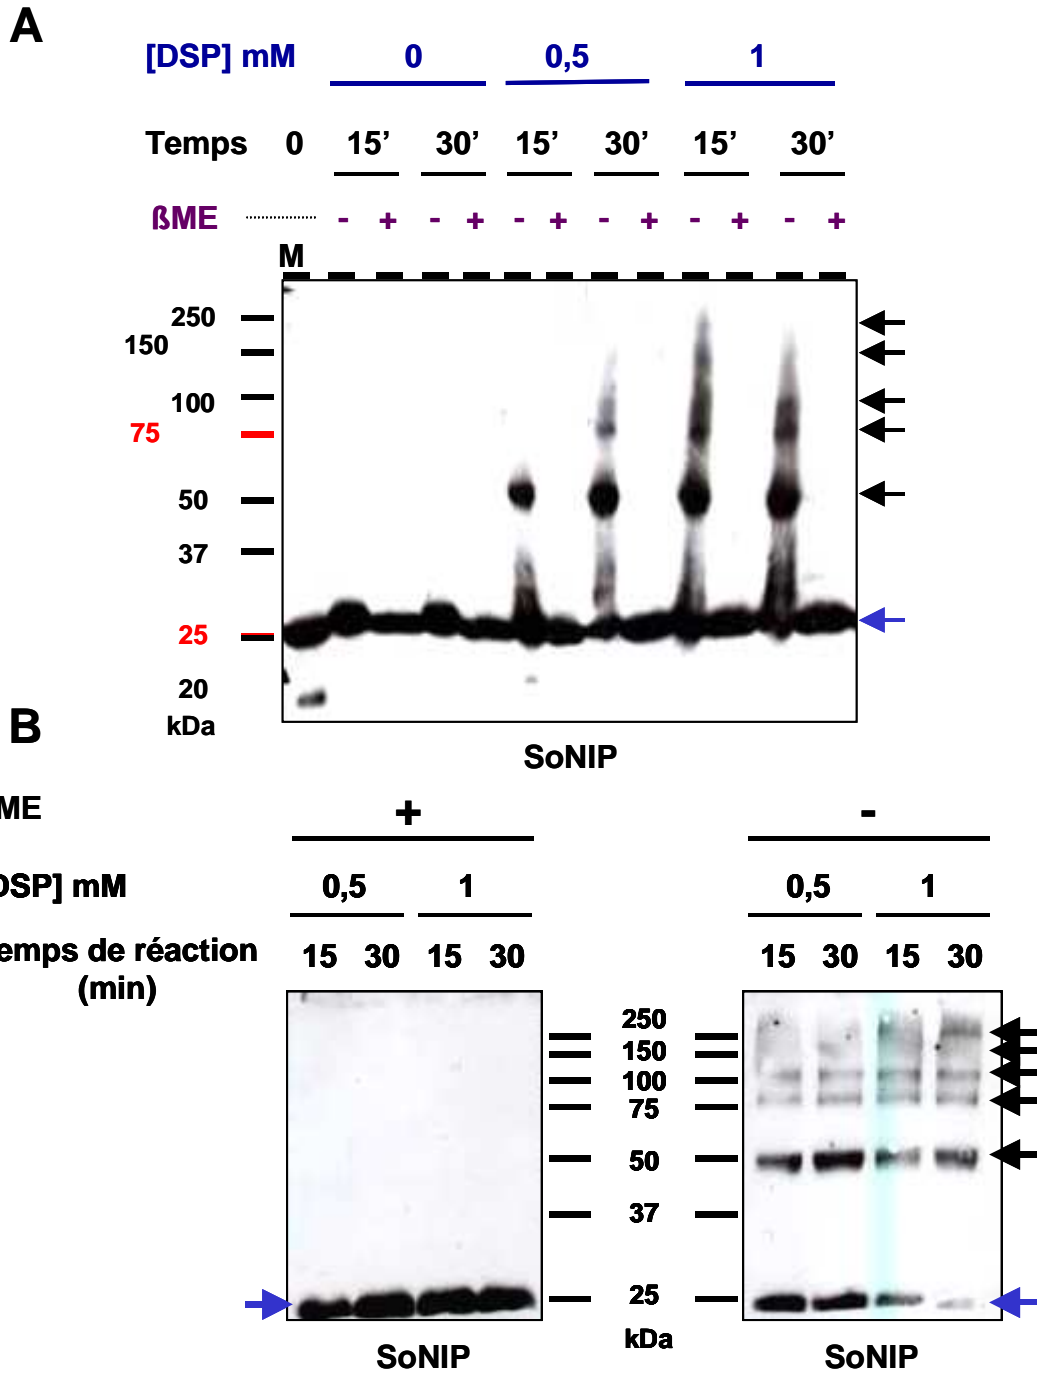 A
[DSP] mM 0 0,5 1
Temps 0 15’ 30’ 15’ 30’ 15’ 30’
ßME - + - + - + - + - + - +
M
250
150
100
75
50
37
25
20
kDa
SoNIP
B
ME + -
DSP] mM 0,5 1 0,5 1
emps de réaction 15 30 15 30 15 30 15 30
(min)
250
150
100
75
50
37
25
kDa
SoNIP SoNIP